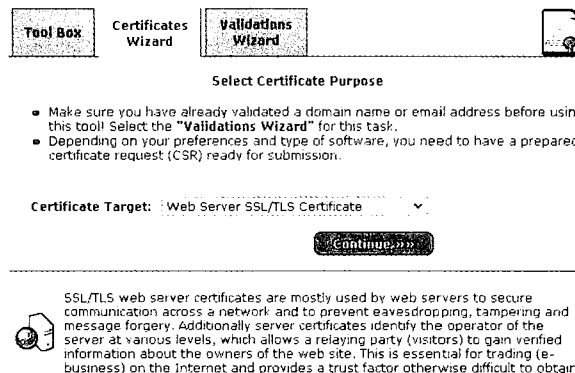 Tool Box
Certificates
Wizard
Validations
Wizard
Select Certificate Purpose
Make sure you have already validated a domain name or email address before usin
this tool! Select the "Validations Wizard" for this task.
Depending on your preferences and type of software, you need to have a prepared
certificate request (CSR) ready for submission.
Certificate Target: Web Server SSL/TLS Certificate
Continue »»
SSL/TLS web server certificates are mostly used by web servers to secure
communication across a network and to prevent eavesdropping, tampering and
message forgery. Additionally server certificates identify the operator of the
server at various levels, which allows a relaying party (visitors) to gain verified
information about the owners of the web site. This is essential for trading (e-
business) on the Internet and provides a trust factor otherwise difficult to obtain